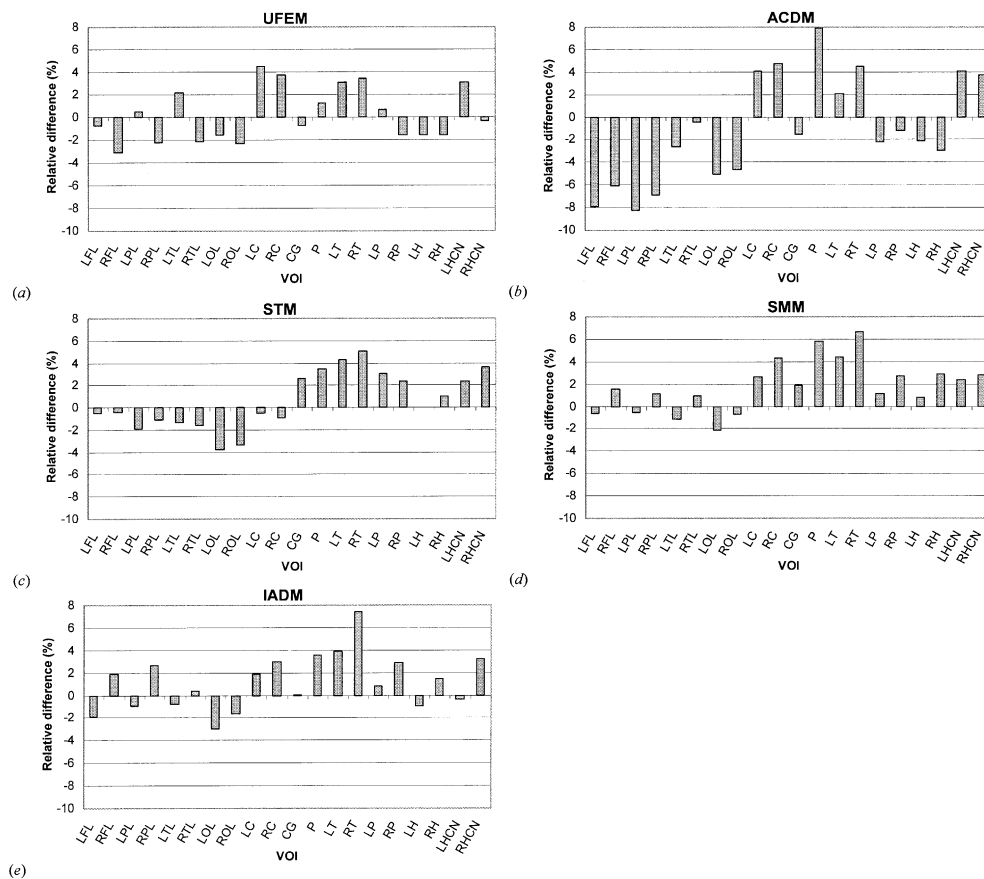 UFEM
Relative difference (%)
8
6
4
2
0
-2
-4
-6
-8
-10
LFL RFL LPL RPL LTL RTL LOL ROL LC RC CG P LT RT LP RP LH RH LHCN RHCN
VOI
(a)
ACDM
Relative difference (%)
8
6
4
2
0
-2
-4
-6
-8
-10
LFL RFL LPL RPL LTL RTL LOL ROL LC RC CG P LT RT LP RP LH RH LHCN RHCN
VOI
(b)
STM
Relative difference (%)
8
6
4
2
0
-2
-4
-6
-8
-10
LFL RFL LPL RPL LTL RTL LOL ROL LC RC CG P LT RT LP RP LH RH LHCN RHCN
VOI
(c)
SMM
Relative difference (%)
8
6
4
2
0
-2
-4
-6
-8
-10
LFL RFL LPL RPL LTL RTL LOL ROL LC RC CG P LT RT LP RP LH RH LHCN RHCN
VOI
(d)
IADM
Relative difference (%)
8
6
4
2
0
-2
-4
-6
-8
-10
LFL RFL LPL RPL LTL RTL LOL ROL LC RC CG P LT RT LP RP LH RH LHCN RHCN
VOI
(e)